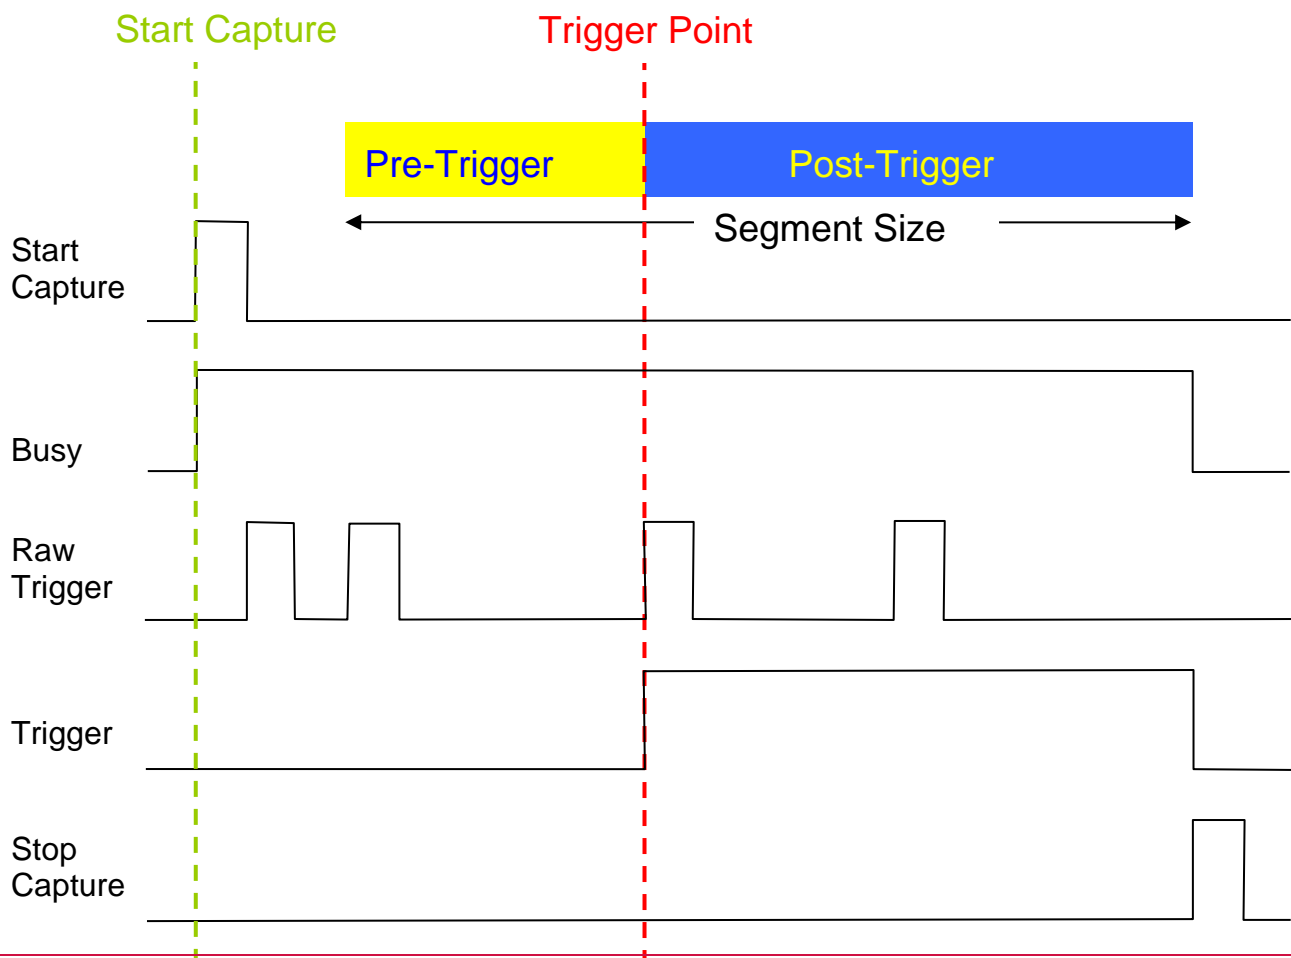 Start Capture
Trigger Point
Pre-Trigger
Post-Trigger
Segment Size
Start
Capture
Busy
Raw
Trigger
Trigger
Stop
Capture